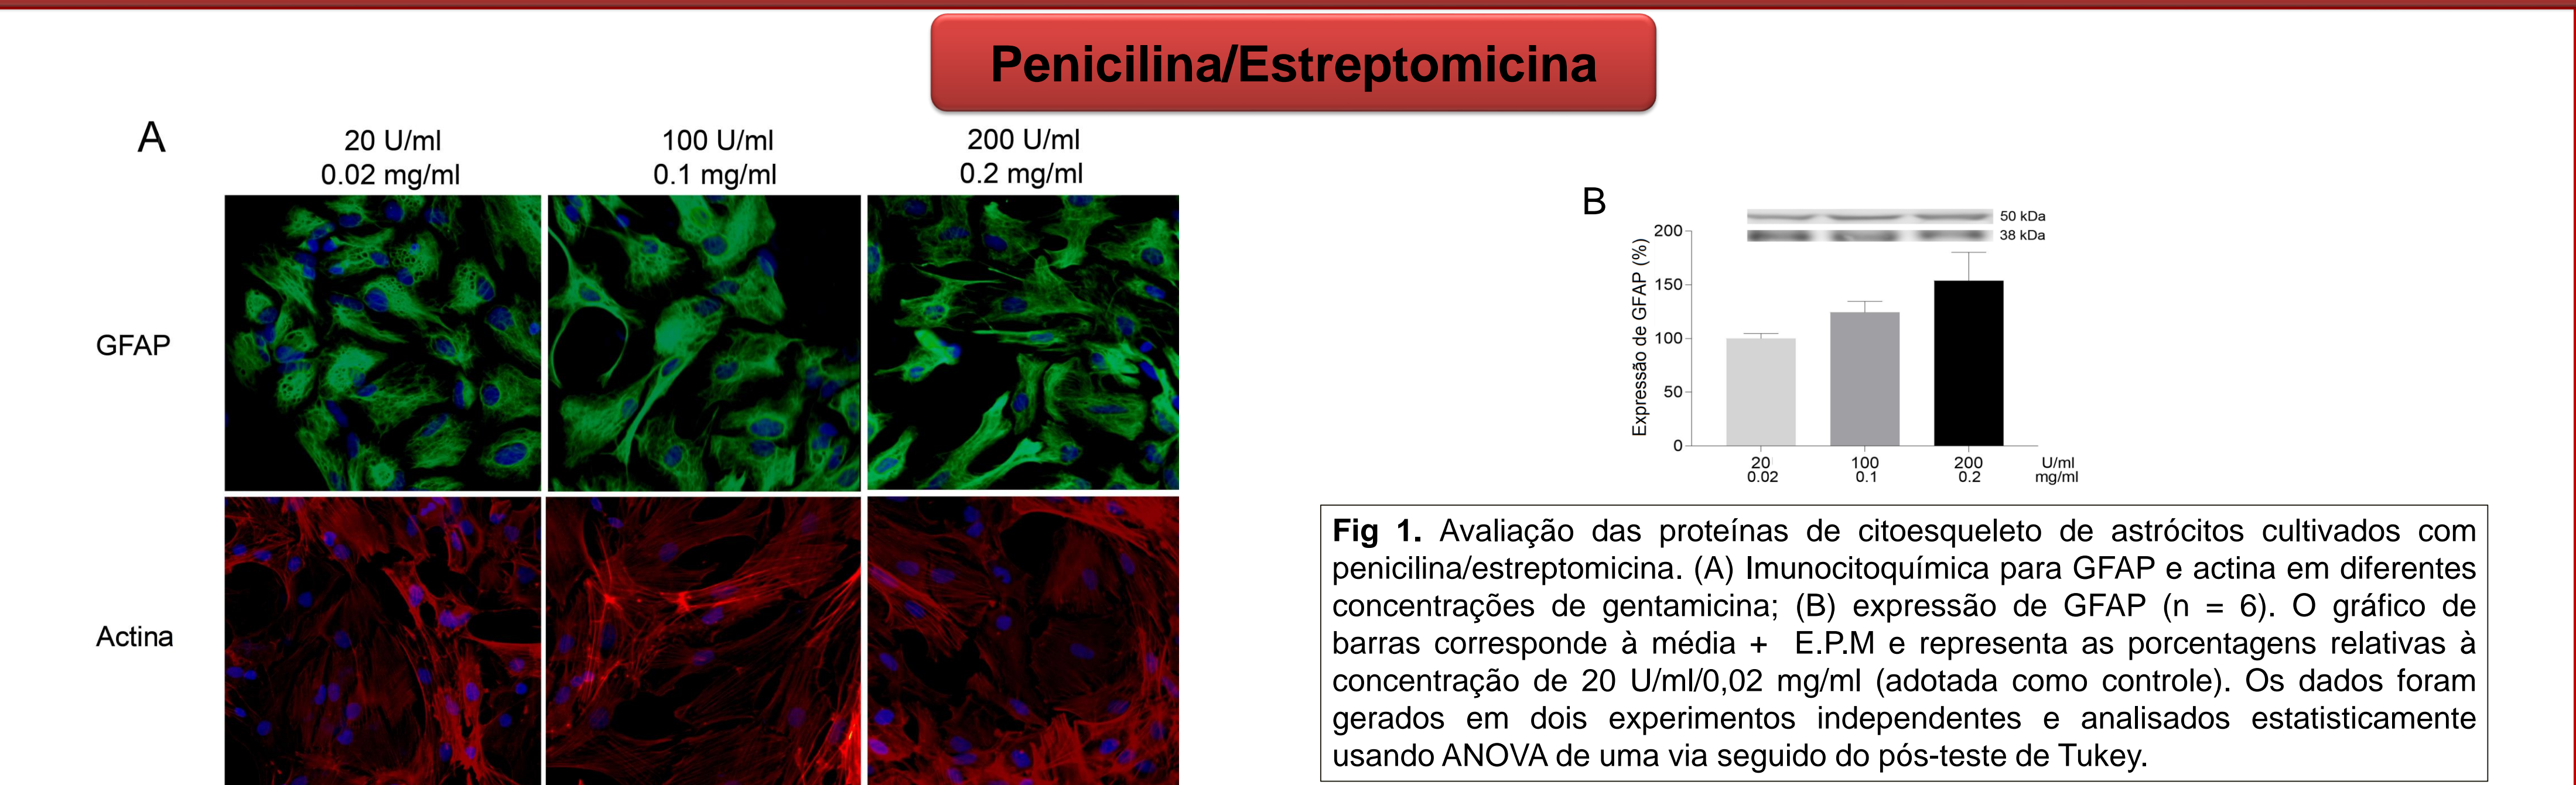 Penicilina/Estreptomicina
A
20 U/ml
0.02 mg/ml
100 U/ml
0.1 mg/ml
200 U/ml
0.2 mg/ml
GFAP
Actina
B
50 kDa
38 kDa
Expressão de GFAP (%)
200
150
100
50
0
20
0.02
100
0.1
200
0.2
U/ml
mg/ml
Fig 1. Avaliação das proteínas de citoesqueleto de astrócitos cultivados com
penicilina/estreptomicina. (A) Imunocitoquímica para GFAP e actina em diferentes
concentrações de gentamicina; (B) expressão de GFAP (n = 6). O gráfico de
barras corresponde à média + E.P.M e representa as porcentagens relativas à
concentração de 20 U/ml/0,02 mg/ml (adotada como controle). Os dados foram
gerados em dois experimentos independentes e analisados estatisticamente
usando ANOVA de uma via seguido do pós-teste de Tukey.